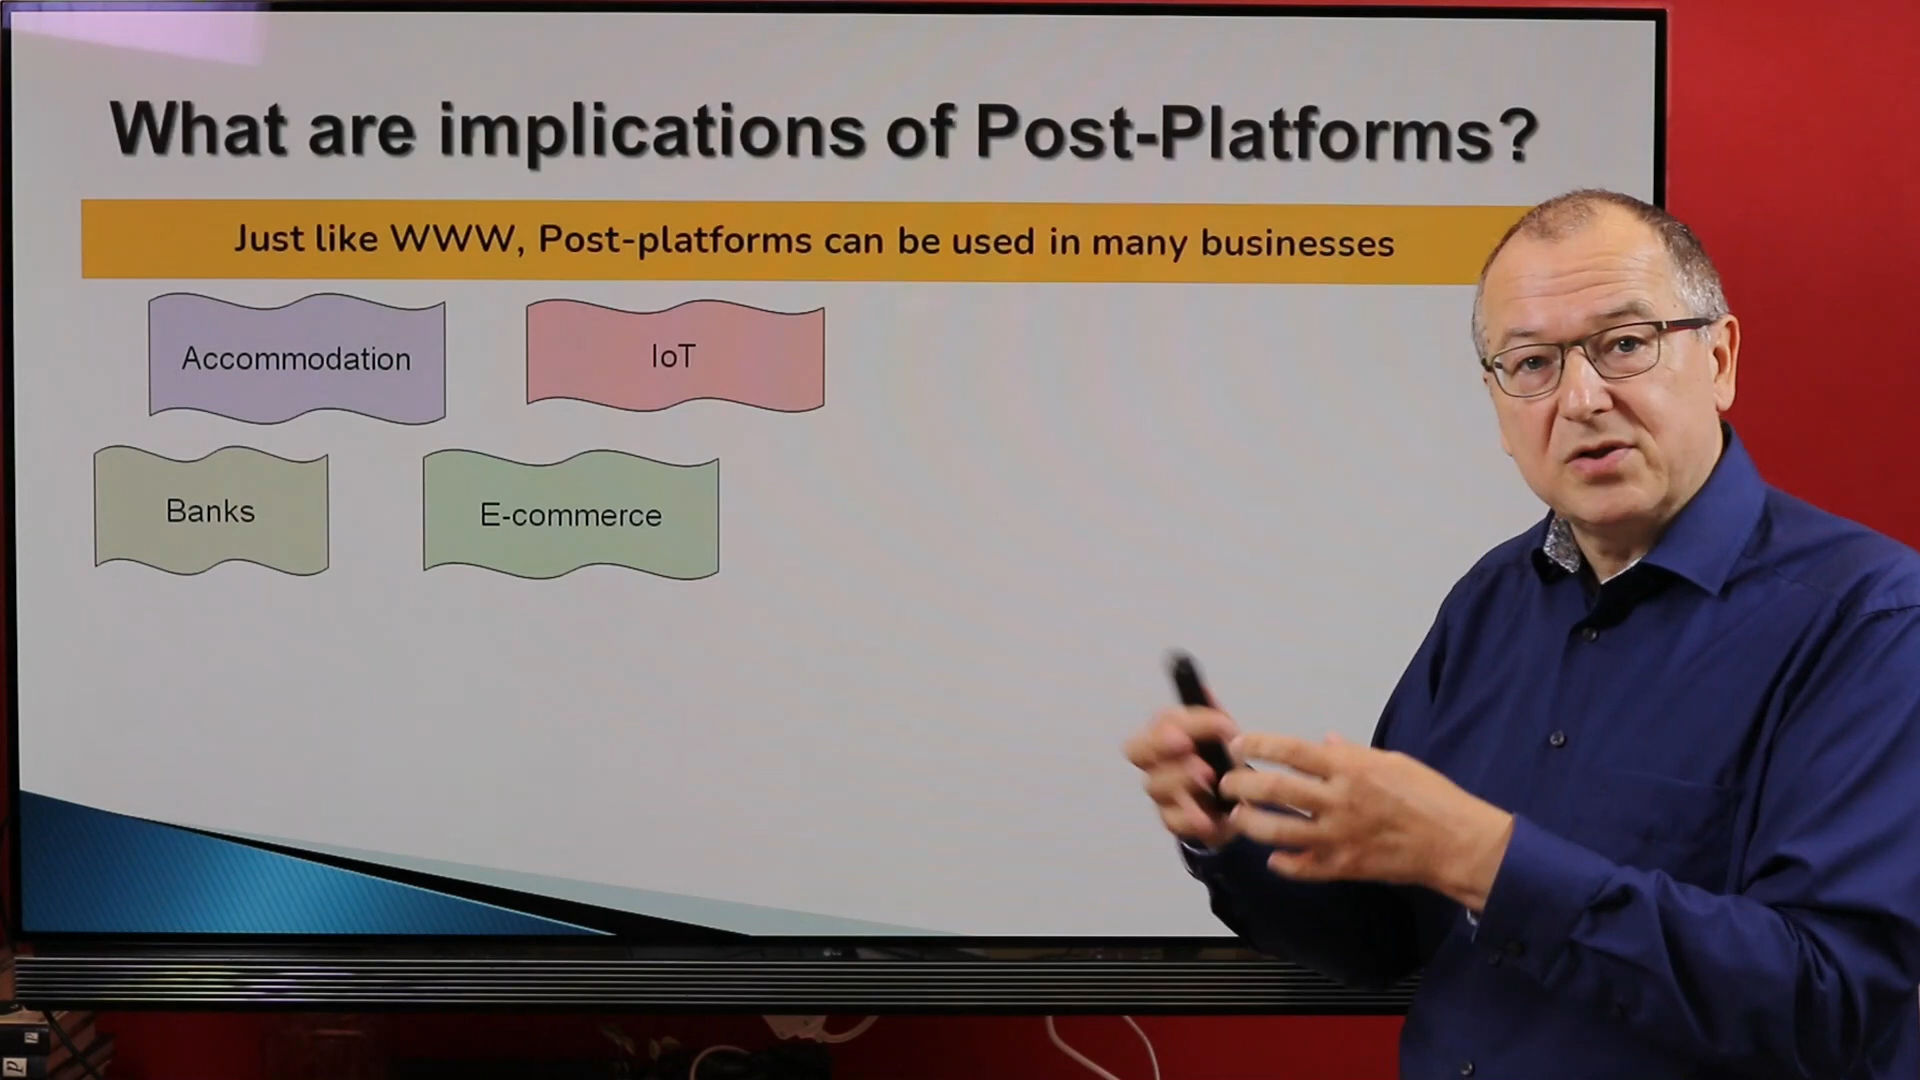 What are implications of Post-Platforms?
Just like WWW, Post-platforms can be used in many businesses
Accommodation
IoT
Banks
E-commerce